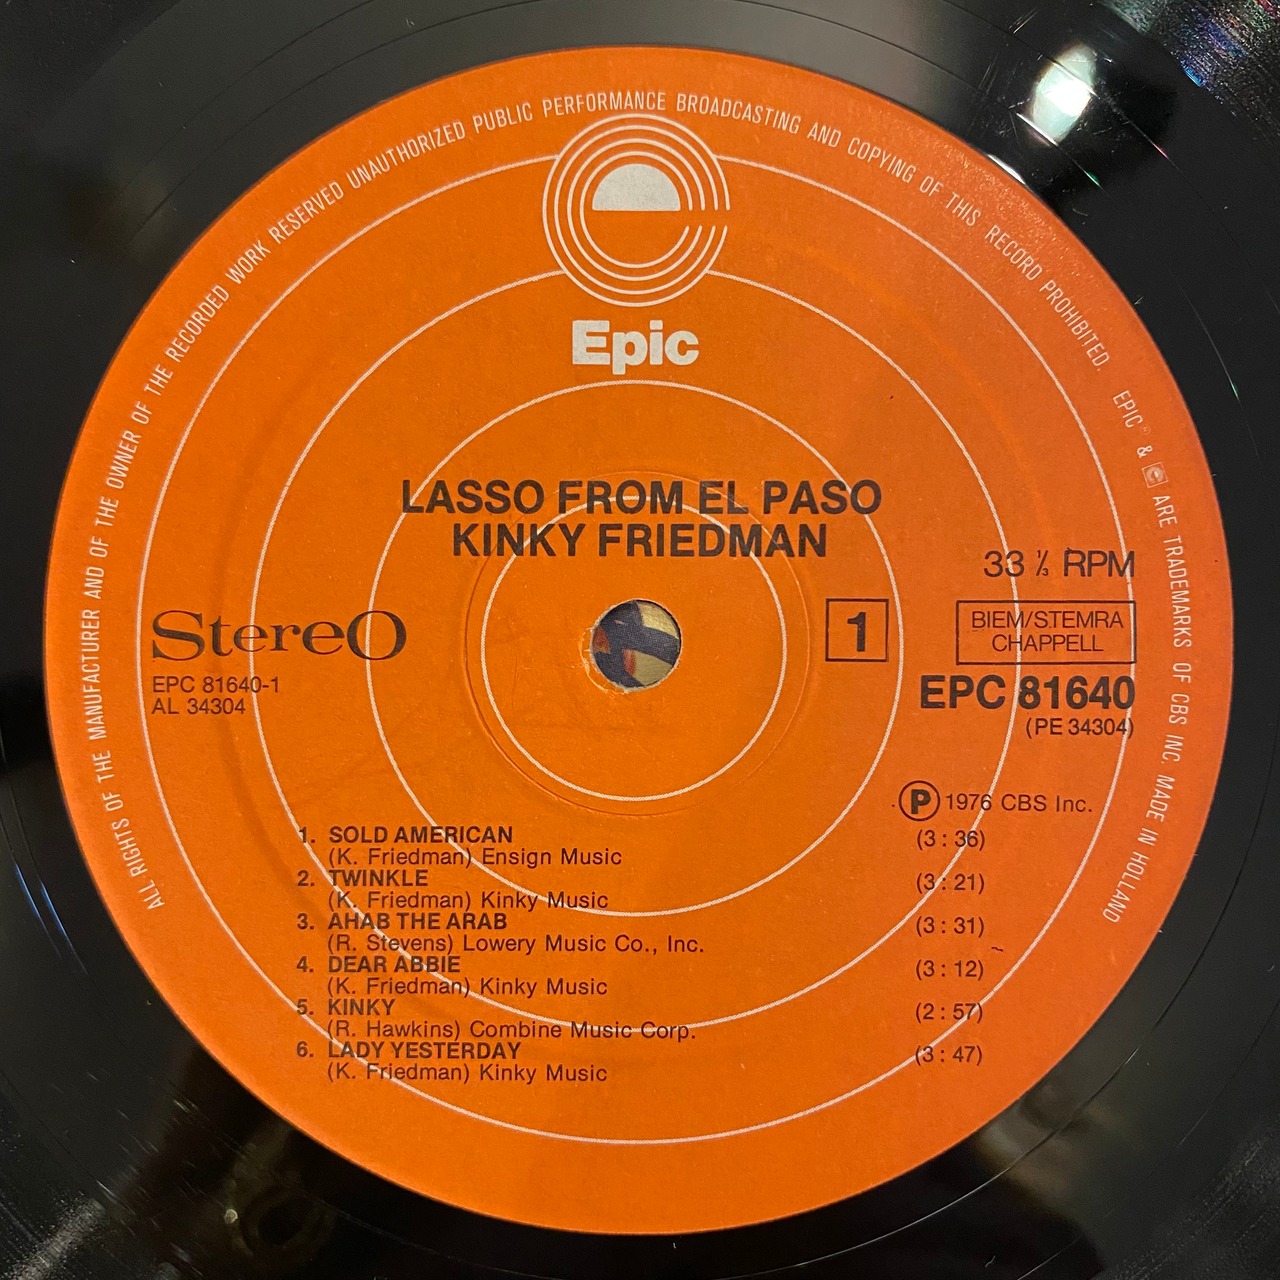 ALL RIGHTS OF THE MANUFACTURER AND OF THE OWNER OF THE RECORDED WORK RESERVED UNAUTHORIZED PUBLIC PERFORMANCE BROADCASTING AND COPYING OF THIS RECORD PROHIBITED. EPIC® & e ARE TRADEMARKS OF CBS INC. MADE IN HOLLAND
Epic
LASSO FROM EL PASO
KINKY FRIEDMAN
33 ⅓ RPM
Stereo
1
BIEM/STEMRA
CHAPPELL
EPC 81640-1
AL 34304
EPC 81640
(PE 34304)
Ⓟ 1976 CBS Inc.
1. SOLD AMERICAN (3 : 36)
(K. Friedman) Ensign Music
2. TWINKLE (3 : 21)
(K. Friedman) Kinky Music
3. AHAB THE ARAB (3 : 31)
(R. Stevens) Lowery Music Co., Inc.
4. DEAR ABBIE (3 : 12)
(K. Friedman) Kinky Music
5. KINKY (2 : 57)
(R. Hawkins) Combine Music Corp.
6. LADY YESTERDAY (3 : 47)
(K. Friedman) Kinky Music